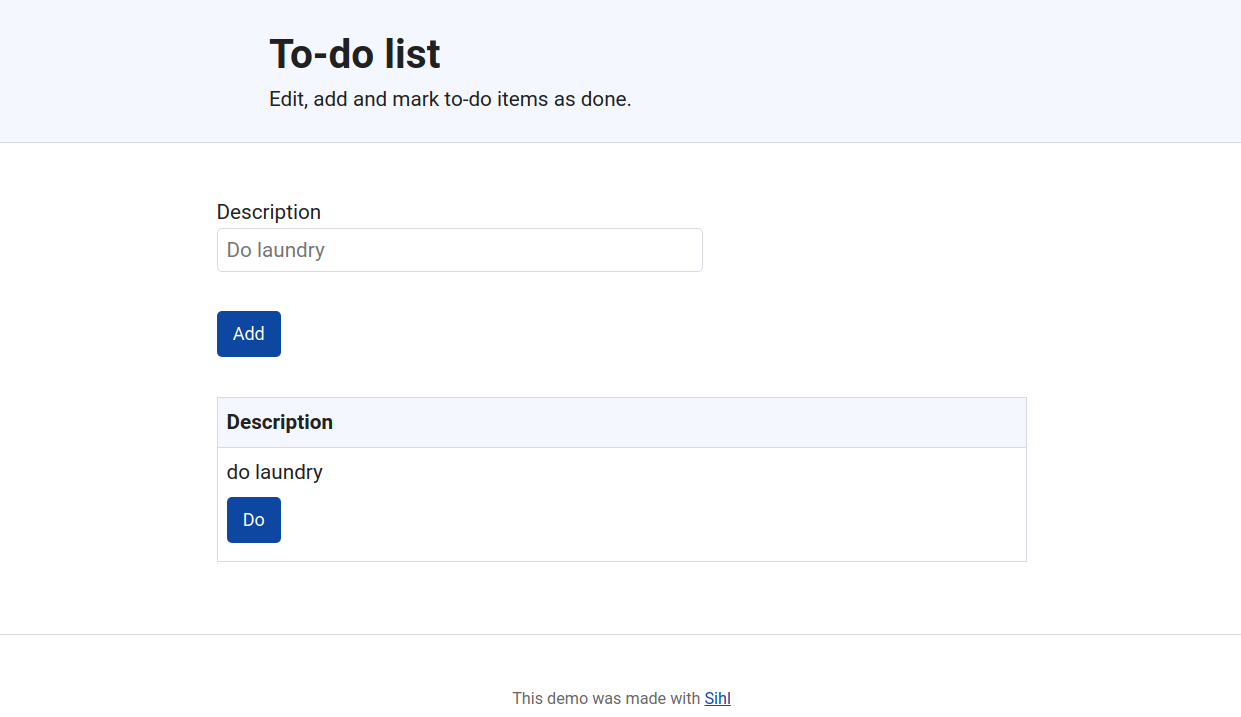 To-do list
Edit, add and mark to-do items as done.
Description
Do laundry
Add
Description
do laundry
Do
This demo was made with Sihl